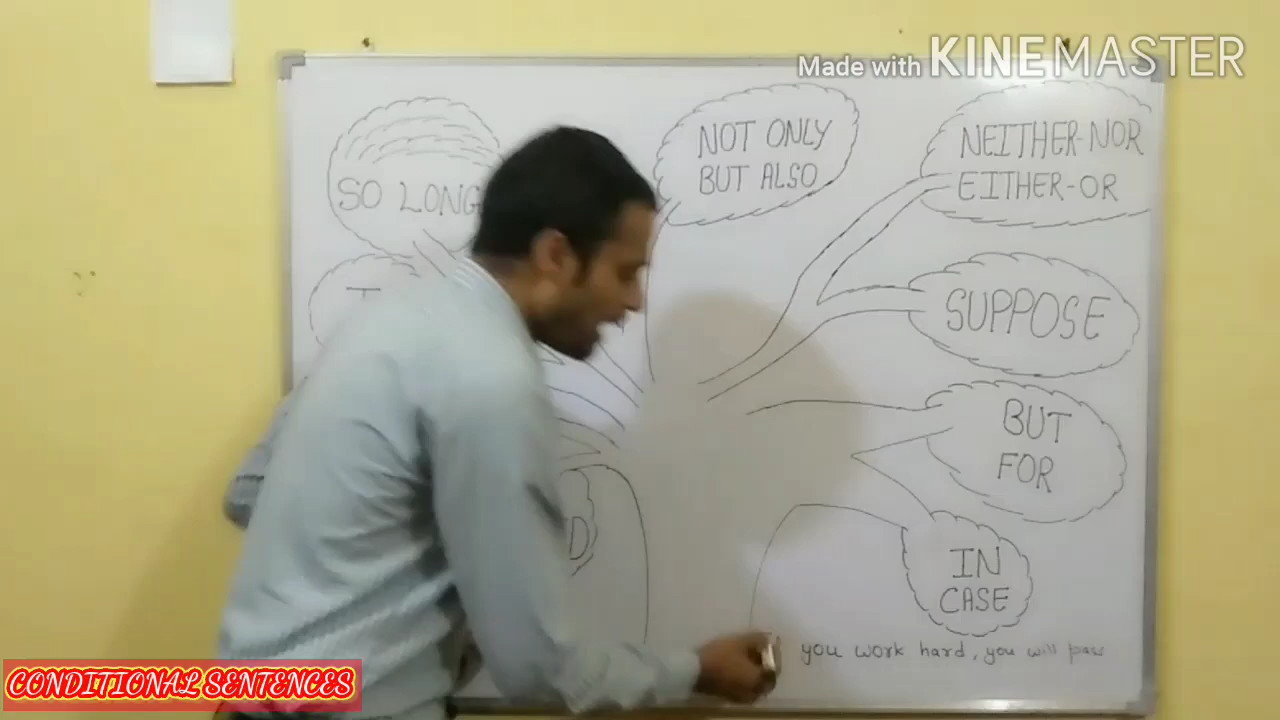 Made with KINEMASTER
SO LONG
NOT ONLY
BUT ALSO
NEITHER-NOR
EITHER-OR
SUPPOSE
BUT
FOR
IN
CASE
you work hard, you will pass
CONDITIONAL SENTENCES